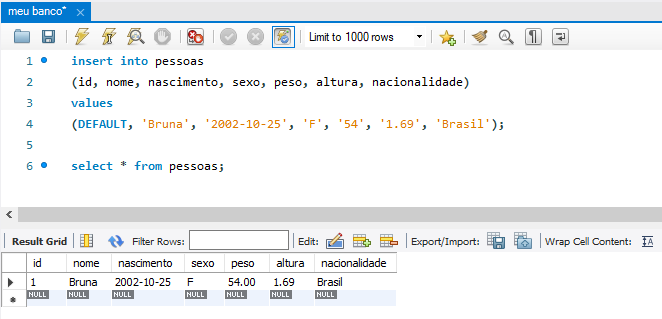 meu banco*
Limit to 1000 rows
1 insert into pessoas
2 (id, nome, nascimento, sexo, peso, altura, nacionalidade)
3 values
4 (DEFAULT, 'Bruna', '2002-10-25', 'F', '54', '1.69', 'Brasil');
5
6 select * from pessoas;
Result Grid Filter Rows: Edit: Export/Import: Wrap Cell Content: IA
id nome nascimento sexo peso altura nacionalidade
1 Bruna 2002-10-25 F 54.00 1.69 Brasil
* NULL NULL NULL NULL NULL NULL NULL